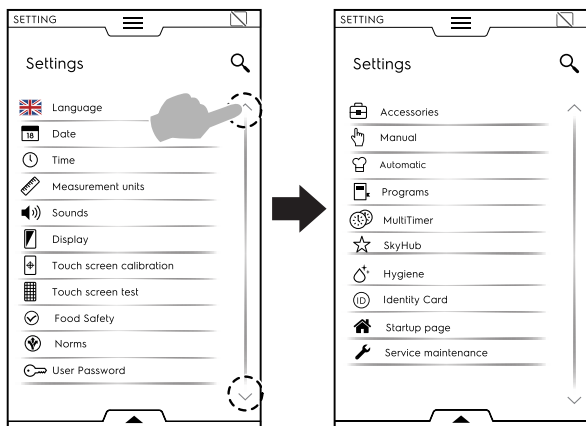 SETTING
Settings
Language
18 Date
Time
Measurement units
Sounds
Display
Touch screen calibration
Touch screen test
Food Safety
Norms
User Password
SETTING
Settings
Accessories
Manual
Automatic
Programs
MultiTimer
SkyHub
Hygiene
ID Identity Card
Startup page
Service maintenance